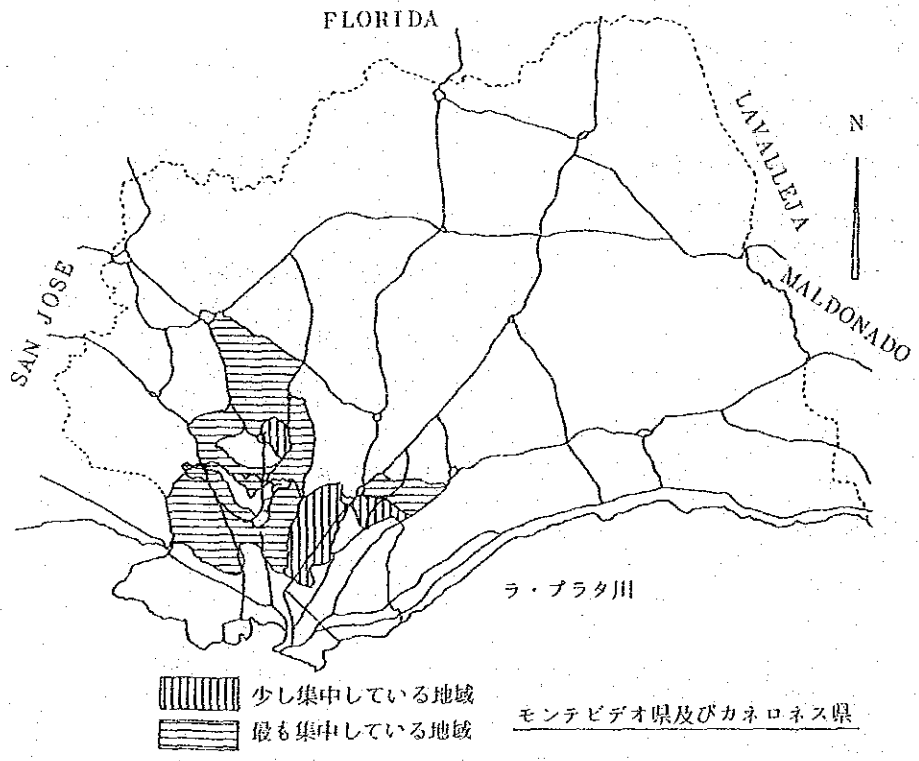 FLORIDA
LAVALLEJA
N
SAN JOSE
MALDONADO
ラ・プラタ川
少し集中している地域
最も集中している地域
モンテビデオ県及びカネロネス県